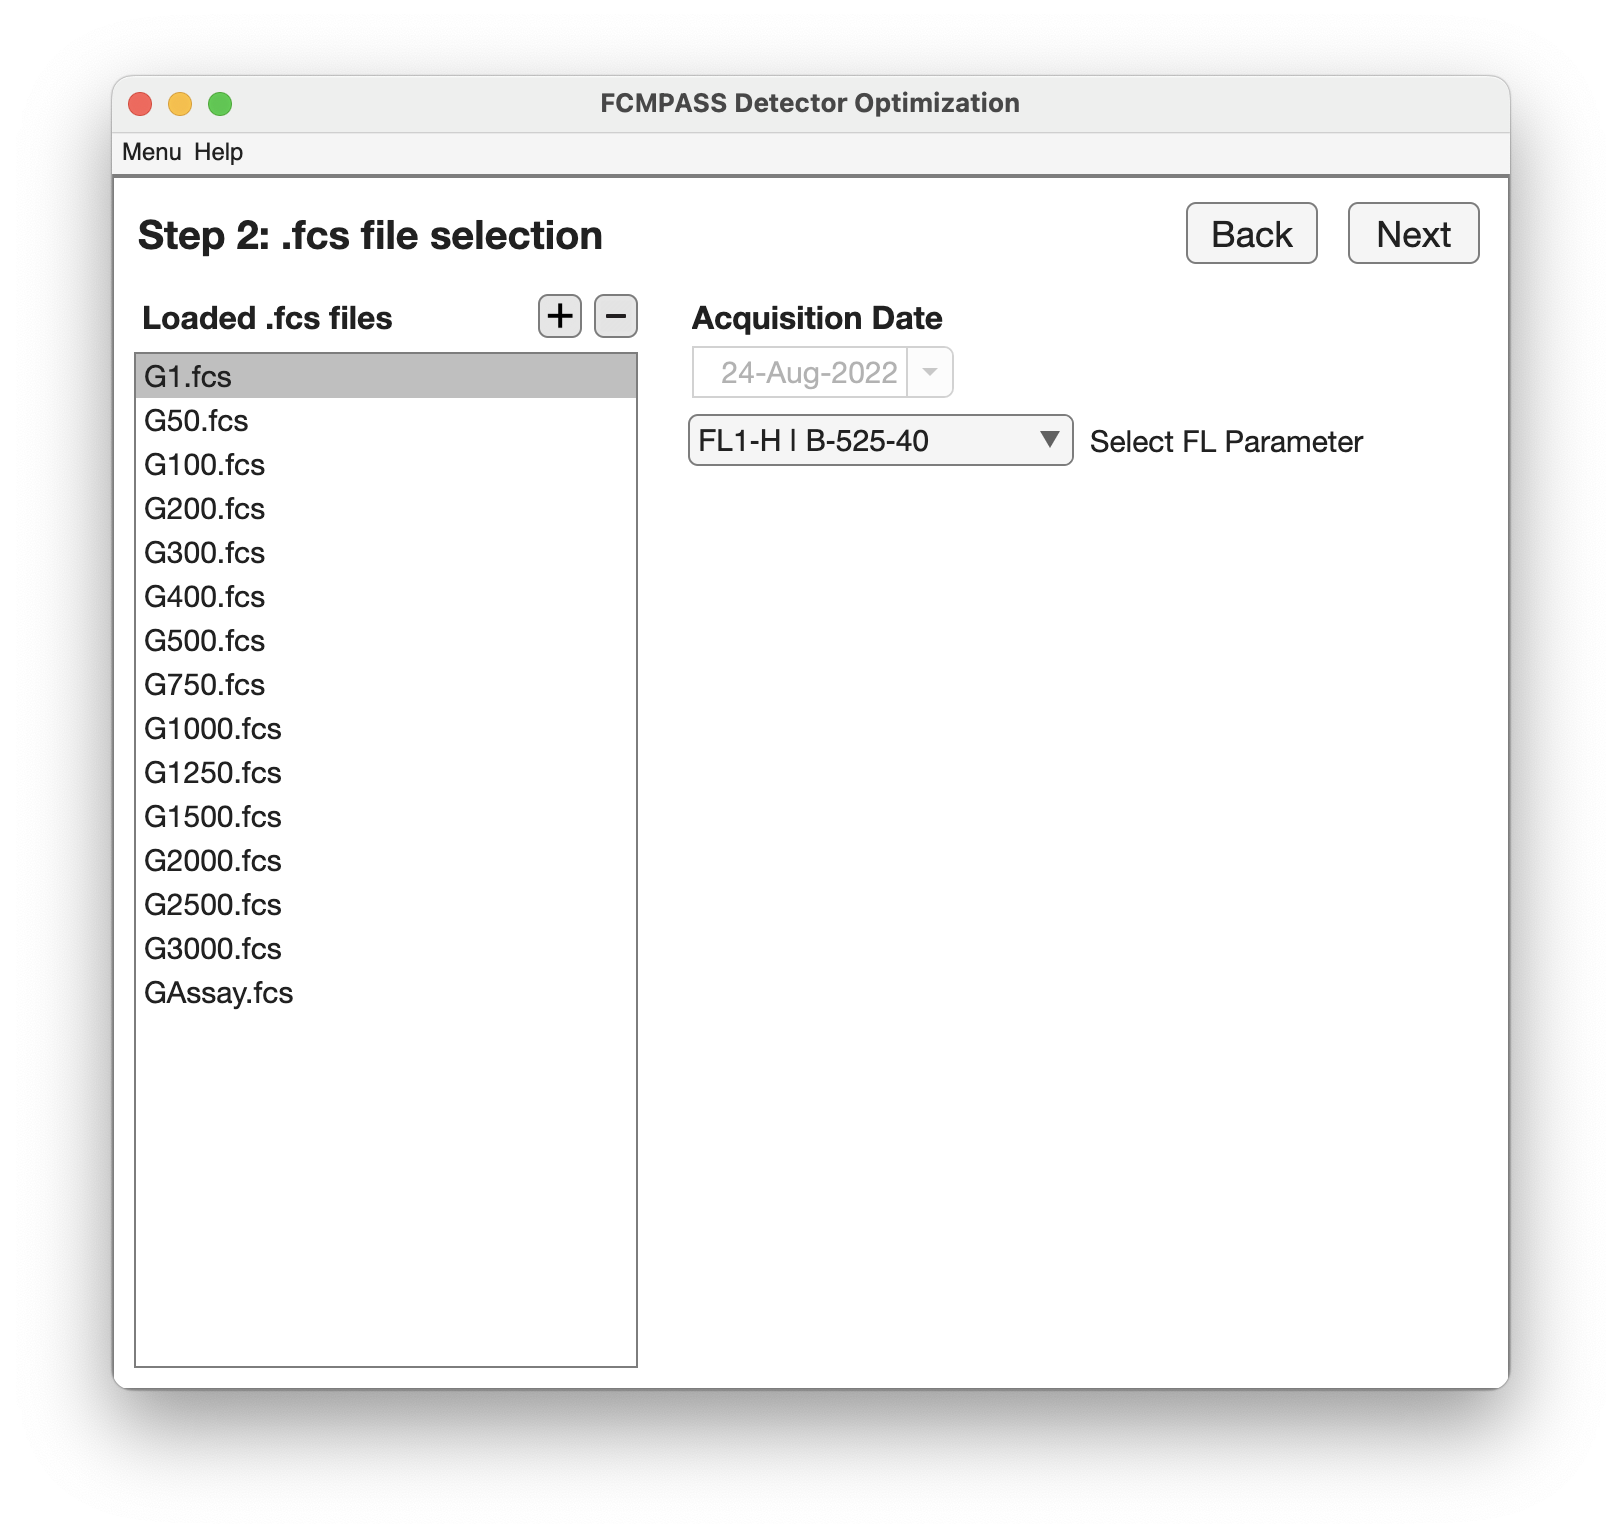 FCMPASS Detector Optimization
Menu Help
Step 2: .fcs file selection
Back
Next
Loaded .fcs files
+
−
G1.fcs
G50.fcs
G100.fcs
G200.fcs
G300.fcs
G400.fcs
G500.fcs
G750.fcs
G1000.fcs
G1250.fcs
G1500.fcs
G2000.fcs
G2500.fcs
G3000.fcs
GAssay.fcs
Acquisition Date
24-Aug-2022
FL1-H | B-525-40
Select FL Parameter